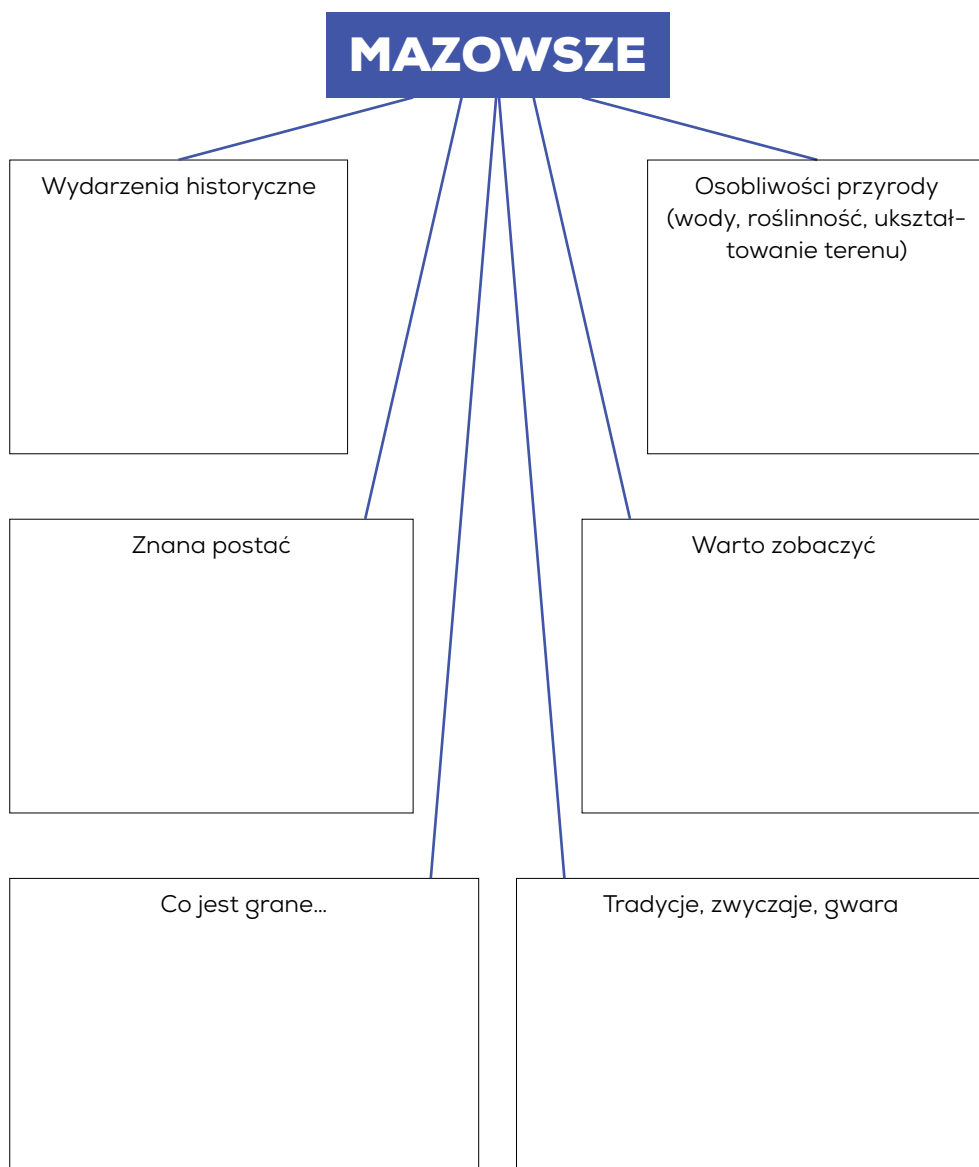 MAZOWSZE
Wydarzenia historyczne
Osobliwości przyrody
(wody, roślinność, ukształ-
towanie terenu)
Znana postać
Warto zobaczyć
Co jest grane...
Tradycje, zwyczaje, gwara